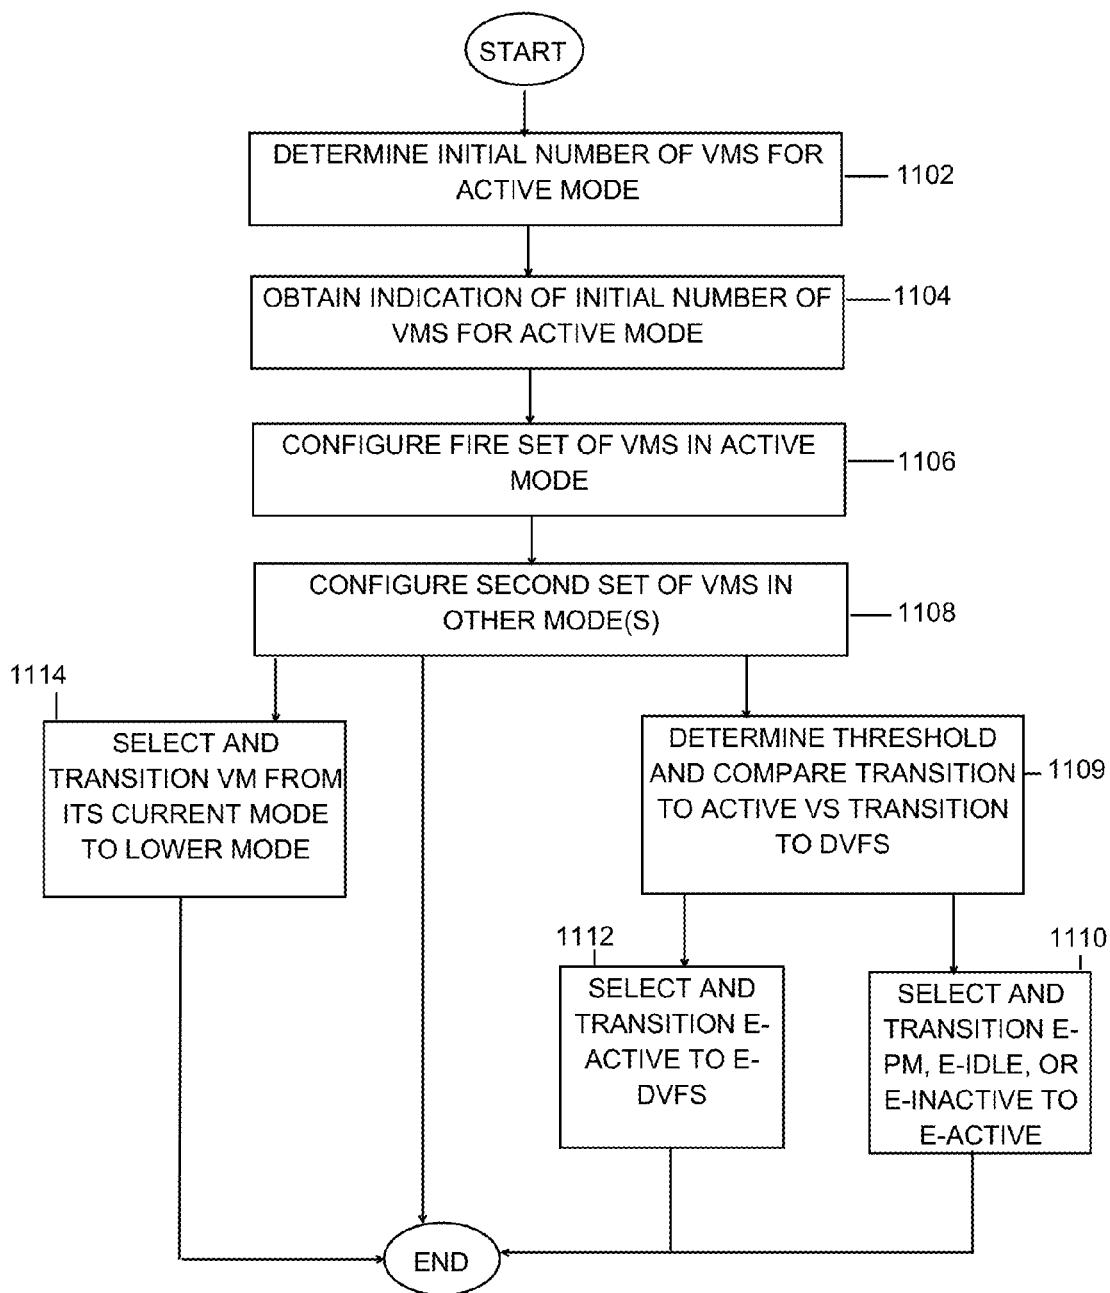 START
DETERMINE INITIAL NUMBER OF VMS FOR
ACTIVE MODE
1102
OBTAIN INDICATION OF INITIAL NUMBER OF
VMS FOR ACTIVE MODE
1104
CONFIGURE FIRE SET OF VMS IN ACTIVE
MODE
1106
CONFIGURE SECOND SET OF VMS IN
OTHER MODE(S)
1108
1114
SELECT AND
TRANSITION VM FROM
ITS CURRENT MODE
TO LOWER MODE
DETERMINE THRESHOLD
AND COMPARE TRANSITION
TO ACTIVE VS TRANSITION
TO DVFS
1109
1112
SELECT AND
TRANSITION E-
ACTIVE TO E-
DVFS
1110
SELECT AND
TRANSITION E-
PM, E-IDLE, OR
E-INACTIVE TO
E-ACTIVE
END